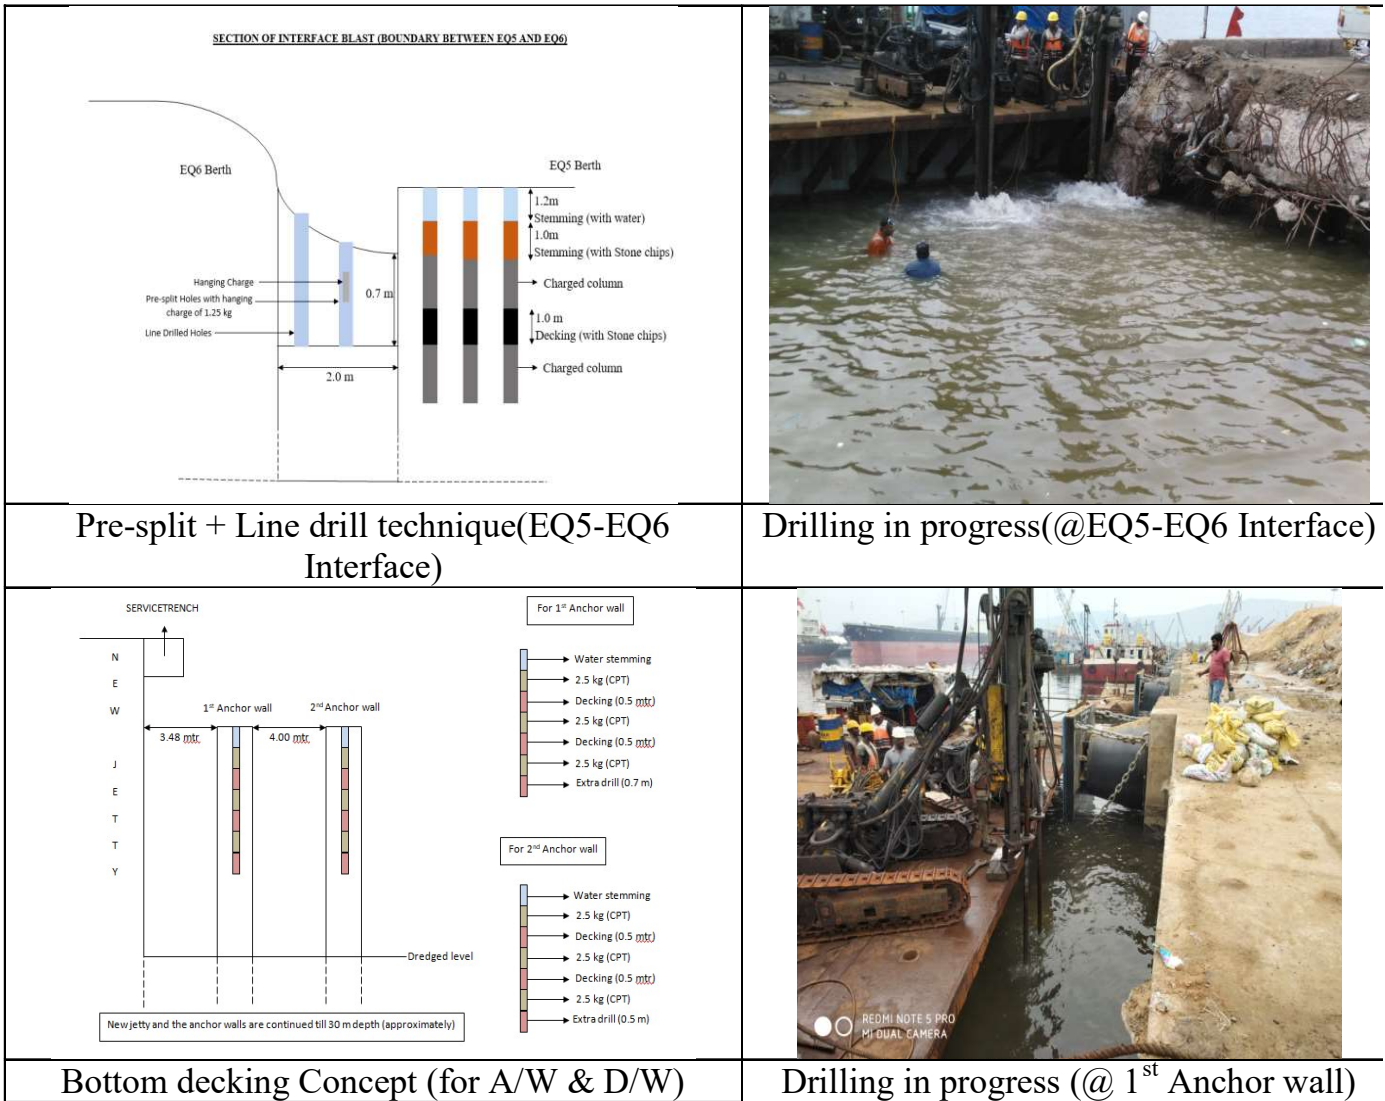 SECTION OF INTERFACE BLAST (BOUNDARY BETWEEN EQ5 AND EQ6)
EQ6 Berth
EQ5 Berth
1.2m
Stemming (with water)
1.0m
Stemming (with Stone chips)
Hanging Charge
Pre-split Holes with hanging
charge of 1.25 kg
Line Drilled Holes
0.7 m
Charged column
1.0 m
Decking (with Stone chips)
Charged column
2.0 m
Pre-split + Line drill technique(EQ5-EQ6
Interface)
Drilling in progress(@EQ5-EQ6 Interface)
SERVICETRENCH
N
E
W
J
E
T
T
Y
1st Anchor wall
2nd Anchor wall
3.48 mtr
4.00 mtr
Dredged level
New jetty and the anchor walls are continued till 30 m depth (approximately)
For 1st Anchor wall
Water stemming
2.5 kg (CPT)
Decking (0.5 mtr)
2.5 kg (CPT)
Decking (0.5 mtr)
2.5 kg (CPT)
Extra drill (0.7 m)
For 2nd Anchor wall
Water stemming
2.5 kg (CPT)
Decking (0.5 mtr)
2.5 kg (CPT)
Decking (0.5 mtr)
2.5 kg (CPT)
Extra drill (0.5 m)
REDMI NOTE 5 PRO
MI DUAL CAMERA
Bottom decking Concept (for A/W & D/W)
Drilling in progress (@ 1st Anchor wall)